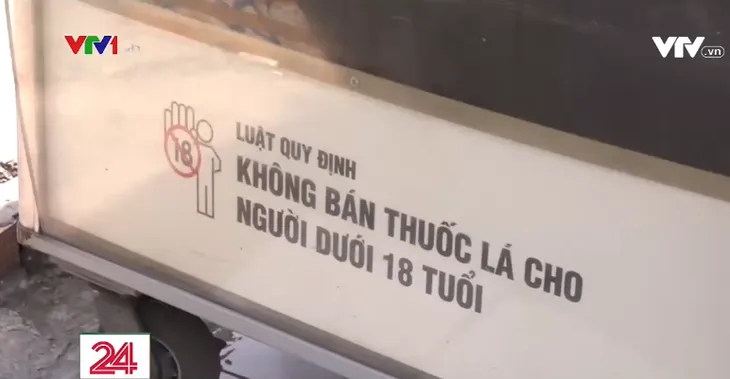 VTV1
VTV.vn
18
LUẬT QUY ĐỊNH
KHÔNG BÁN THUỐC LÁ CHO
NGƯỜI DƯỚI 18 TUỔI
24